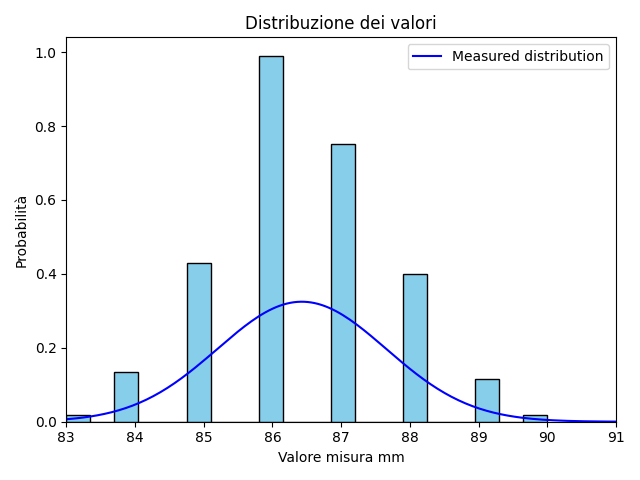 Distribuzione dei valori
Measured distribution
1.0
0.8
0.6
0.4
0.2
0.0
Probabilità
83 84 85 86 87 88 89 90 91
Valore misura mm